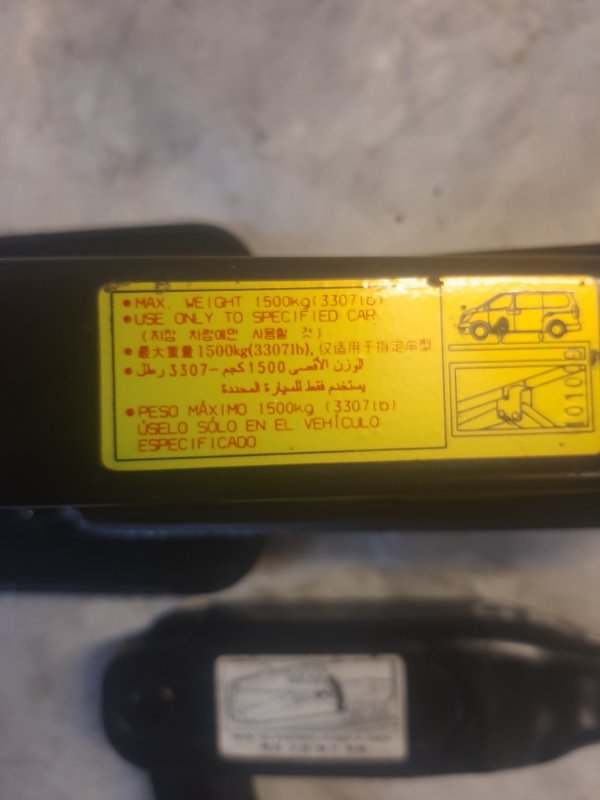 • MAX. WEIGHT 1500kg(3307lb)
• USE ONLY TO SPECIFIED CAR
(지정 차량에만 사용할 것)
• 最大重量1500kg(3307lb), 仅适用于指定车型
• الوزن الأقصى 1500 كجم -3307 رطل
يستخدم فقط للسيارة المحددة
• PESO MÁXIMO 1500kg (3307lb)
ÚSELO SÓLO EN EL VEHÍCULO
ESPECIFICADO